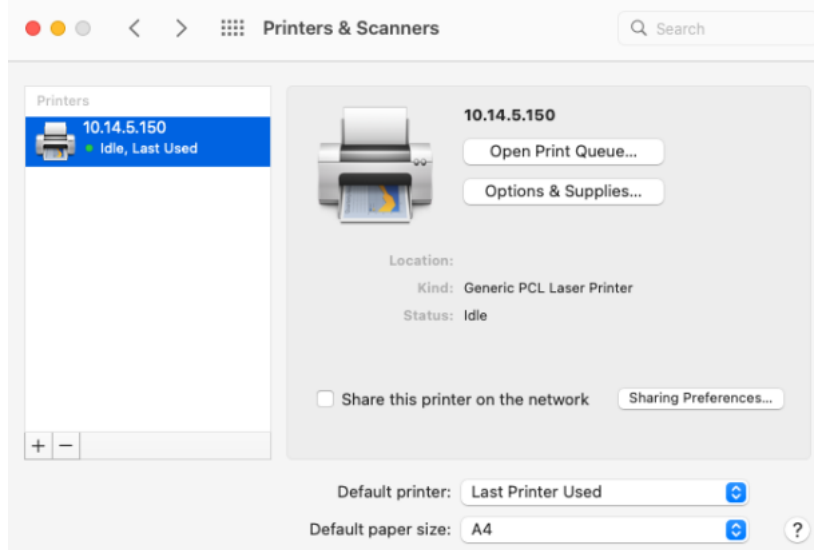 Printers & Scanners
Search
Printers
10.14.5.150
Idle, Last Used
10.14.5.150
Open Print Queue...
Options & Supplies...
Location:
Kind: Generic PCL Laser Printer
Status: Idle
Share this printer on the network
Sharing Preferences...
+ −
Default printer: Last Printer Used
Default paper size: A4
?